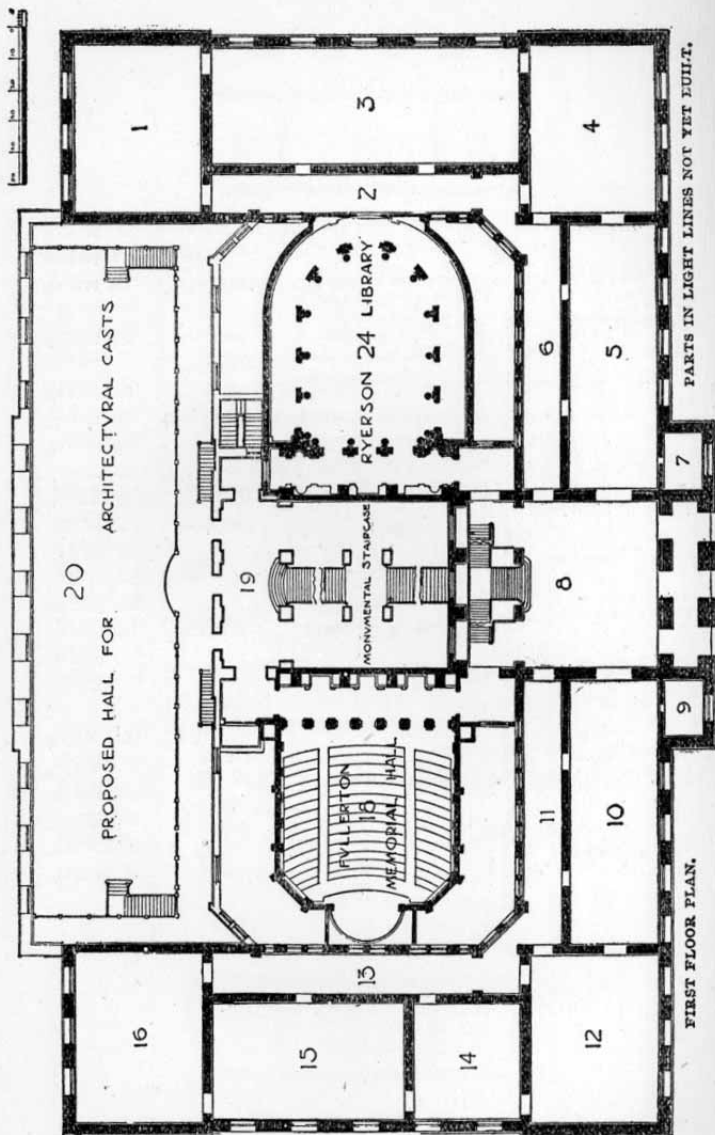 PARTS IN LIGHT LINES NOT YET BUILT.
FIRST FLOOR PLAN.
1
2
3
4
5
6
7
8
9
10
11
12
13
14
15
16
FVLLERTON
18
MEMORIAL HALL
19
MONVMENTAL STAIRCASE
20
PROPOSED HALL FOR ARCHITECTVRAL CASTS
RYERSON 24 LIBRARY